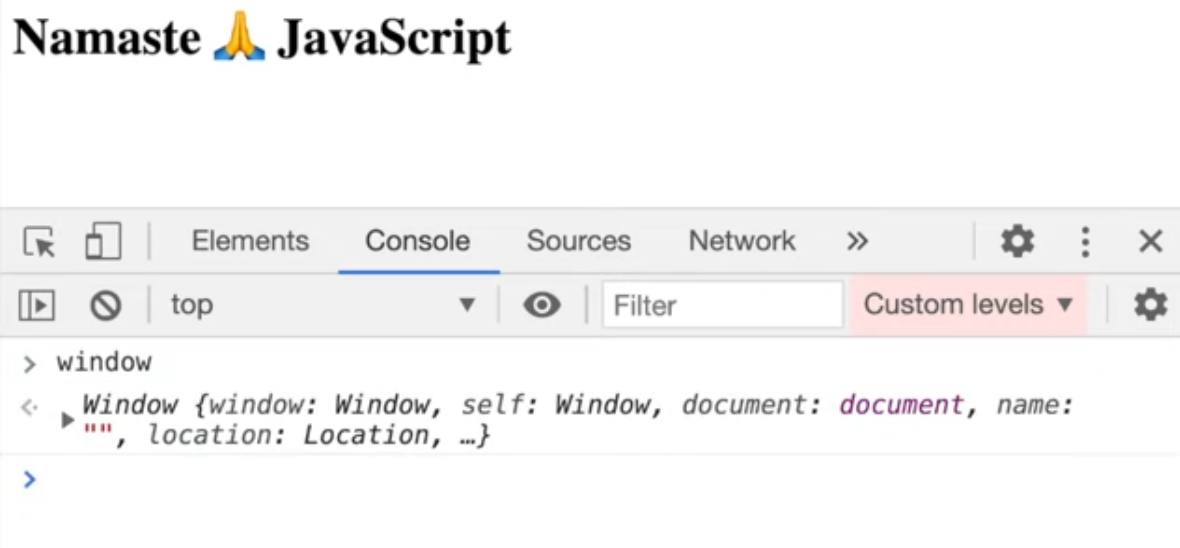 Namaste 🙏 JavaScript
Elements Console Sources Network »
top ▼ Filter Custom levels ▼
> window
<· ▶ Window {window: Window, self: Window, document: document, name:
"", location: Location, …}
>